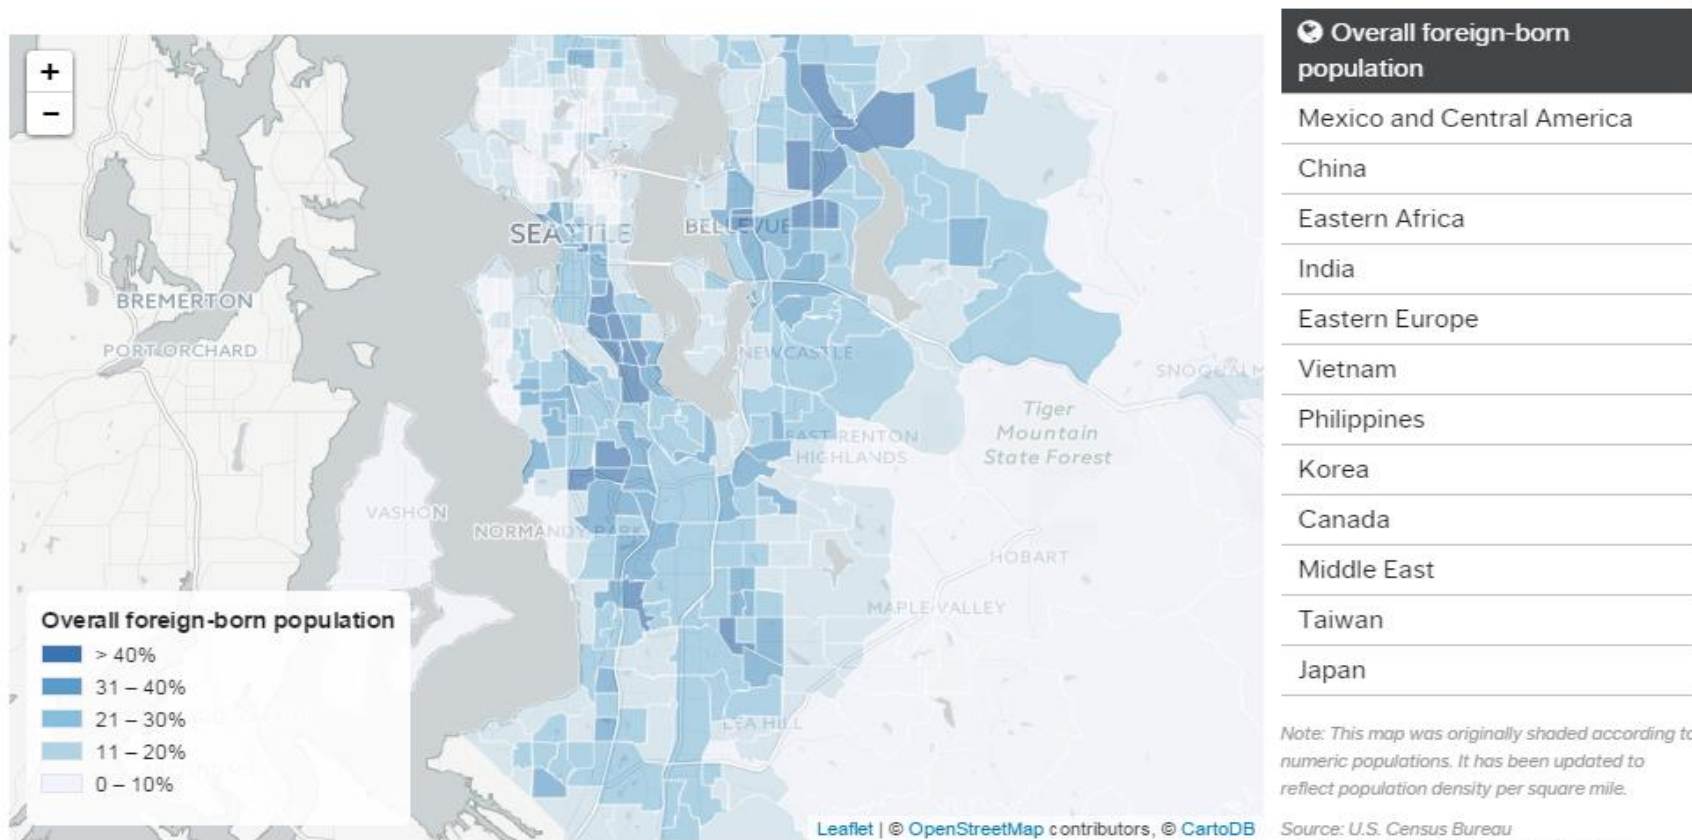 +
−
SEATTLE
BELLEVUE
BREMERTON
PORT ORCHARD
NEWCASTLE
SNOQUALM
Tiger
Mountain
State Forest
EAST RENTON
HIGHLANDS
VASHON
NORMANDY PARK
HOBART
MAPLE VALLEY
LEA HILL
Overall foreign-born population
> 40%
31 – 40%
21 – 30%
11 – 20%
0 – 10%
Leaflet | © OpenStreetMap contributors, © CartoDB
Overall foreign-born
population
Mexico and Central America
China
Eastern Africa
India
Eastern Europe
Vietnam
Philippines
Korea
Canada
Middle East
Taiwan
Japan
Note: This map was originally shaded according to
numeric populations. It has been updated to
reflect population density per square mile.
Source: U.S. Census Bureau